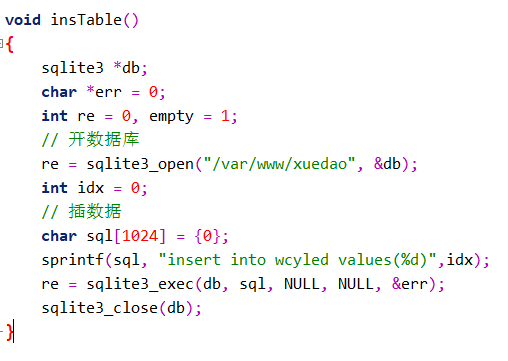 void insTable()
{
    sqlite3 *db;
    char *err = 0;
    int re = 0, empty = 1;
    // 开数据库
    re = sqlite3_open("/var/www/xuedao", &db);
    int idx = 0;
    // 插数据
    char sql[1024] = {0};
    sprintf(sql, "insert into wcyled values(%d)",idx);
    re = sqlite3_exec(db, sql, NULL, NULL, &err);
    sqlite3_close(db);
}